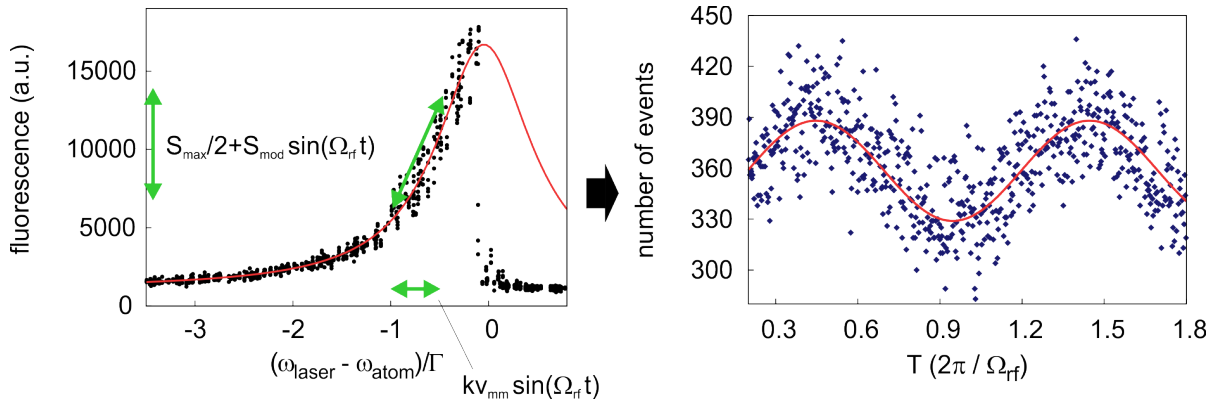 fluorescence (a.u.)
15000
10000
5000
0
S_max/2+S_mod sin(Ω_rf t)
-3 -2 -1 0
(ω_laser - ω_atom)/Γ
kv_mm sin(Ω_rf t)
number of events
450
420
390
360
330
300
0.3 0.6 0.9 1.2 1.5 1.8
T (2π / Ω_rf)